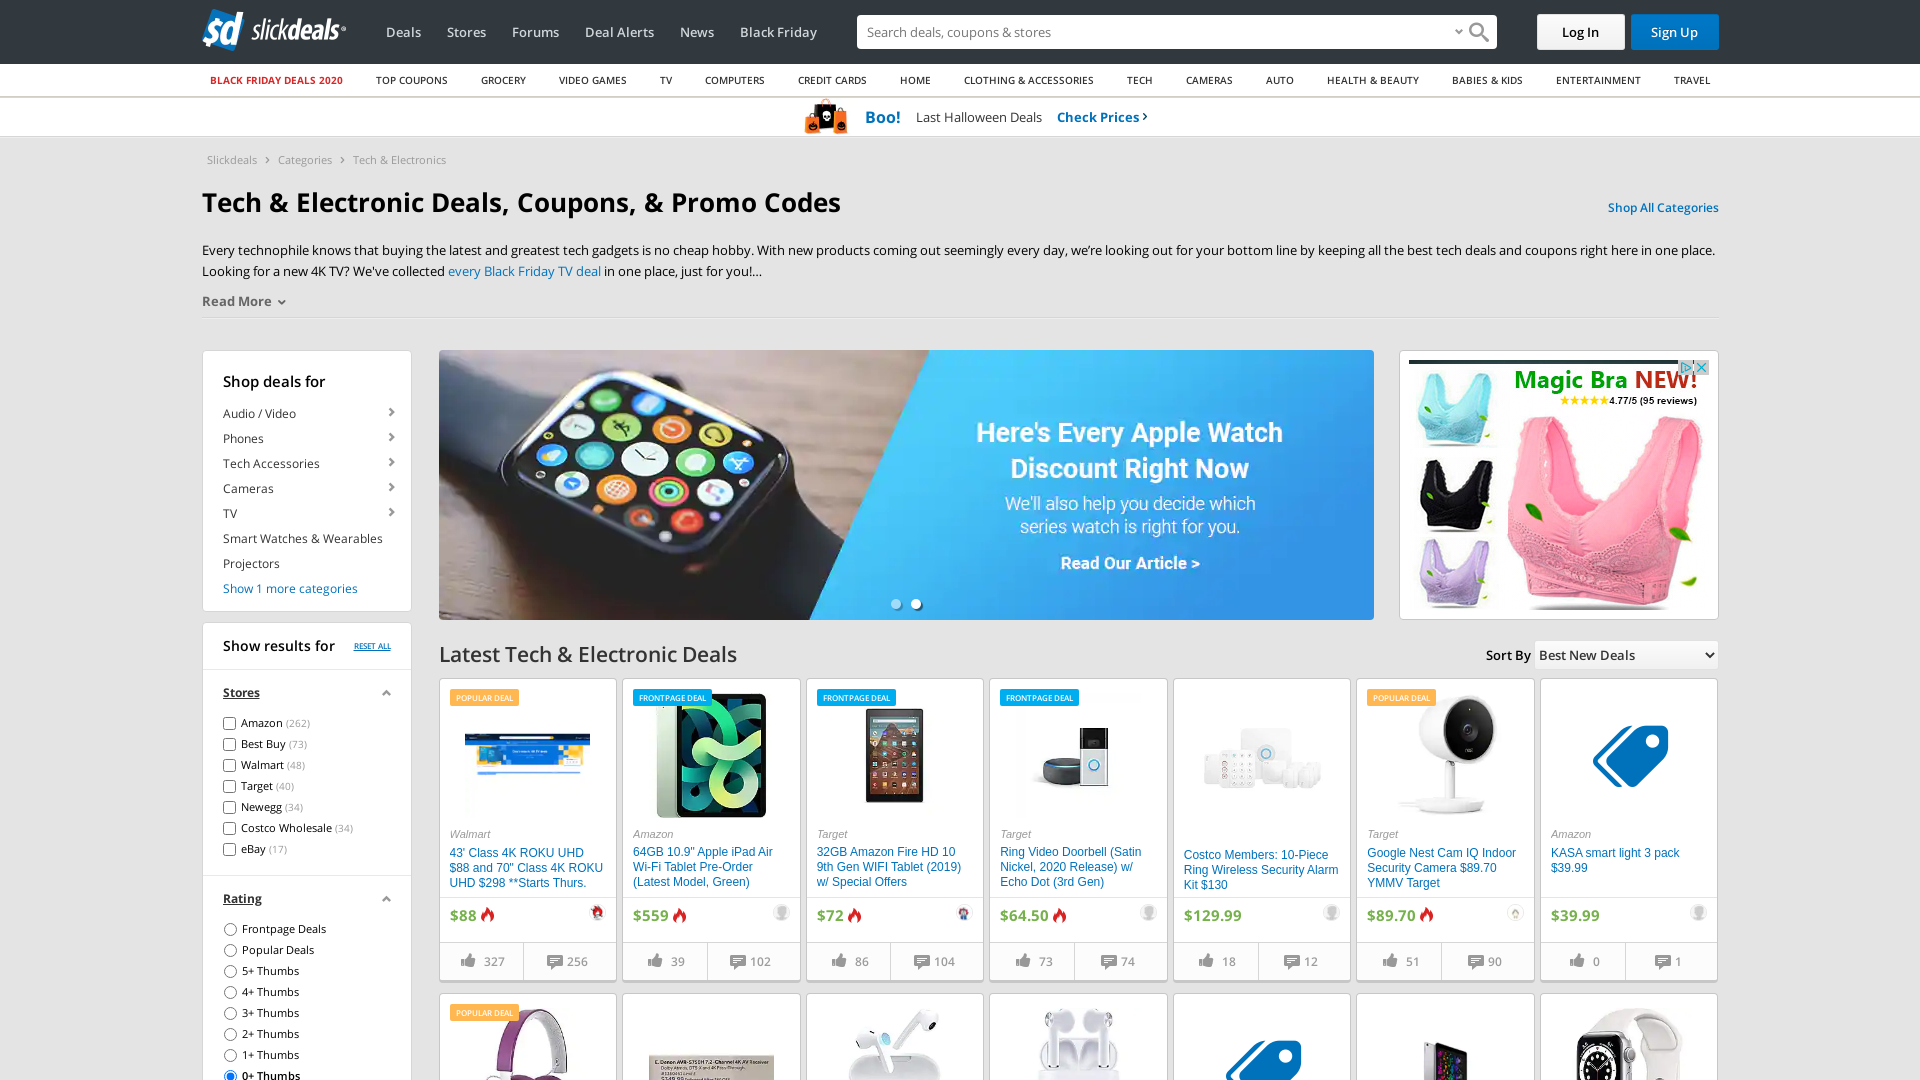 slickdeals
Deals
Stores
Forums
Deal Alerts
News
Black Friday
Search deals, coupons & stores
Log In
Sign Up
BLACK FRIDAY DEALS 2020
TOP COUPONS
GROCERY
VIDEO GAMES
TV
COMPUTERS
CREDIT CARDS
HOME
CLOTHING & ACCESSORIES
TECH
CAMERAS
AUTO
HEALTH & BEAUTY
BABIES & KIDS
ENTERTAINMENT
TRAVEL
Boo! Last Halloween Deals Check Prices
Slickdeals > Categories > Tech & Electronics
Tech & Electronic Deals, Coupons, & Promo Codes
Shop All Categories
Every technophile knows that buying the latest and greatest tech gadgets is no cheap hobby. With new products coming out seemingly every day, we’re looking out for your bottom line by keeping all the best tech deals and coupons right here in one place.
Looking for a new 4K TV? We've collected every Black Friday TV deal in one place, just for you!...
Read More
Shop deals for
Audio / Video
Phones
Tech Accessories
Cameras
TV
Smart Watches & Wearables
Projectors
Show 1 more categories
Here's Every Apple Watch
Discount Right Now
We'll also help you decide which
series watch is right for you.
Read Our Article >
Magic Bra NEW!
4.77/5 (95 reviews)
Show results for
RESET ALL
Stores
Amazon (262)
Best Buy (73)
Walmart (48)
Target (40)
Newegg (34)
Costco Wholesale (34)
eBay (17)
Rating
Frontpage Deals
Popular Deals
5+ Thumbs
4+ Thumbs
3+ Thumbs
2+ Thumbs
1+ Thumbs
0+ Thumbs
Latest Tech & Electronic Deals
Sort By Best New Deals
POPULAR DEAL
Walmart
43' Class 4K ROKU UHD
$88 and 70" Class 4K ROKU
UHD $298 **Starts Thurs.
$88
327
256
FRONTPAGE DEAL
Amazon
64GB 10.9" Apple iPad Air
Wi-Fi Tablet Pre-Order
(Latest Model, Green)
$559
39
102
FRONTPAGE DEAL
Target
32GB Amazon Fire HD 10
9th Gen WIFI Tablet (2019)
w/ Special Offers
$72
86
104
FRONTPAGE DEAL
Target
Ring Video Doorbell (Satin
Nickel, 2020 Release) w/
Echo Dot (3rd Gen)
$64.50
73
74
Costco Members: 10-Piece
Ring Wireless Security Alarm
Kit $130
$129.99
18
12
POPULAR DEAL
Target
Google Nest Cam IQ Indoor
Security Camera $89.70
YMMV Target
$89.70
51
90
Amazon
KASA smart light 3 pack
$39.99
$39.99
0
1
POPULAR DEAL
E. Denon AVR-S750H 7.2-Channel 4K AV Receiver